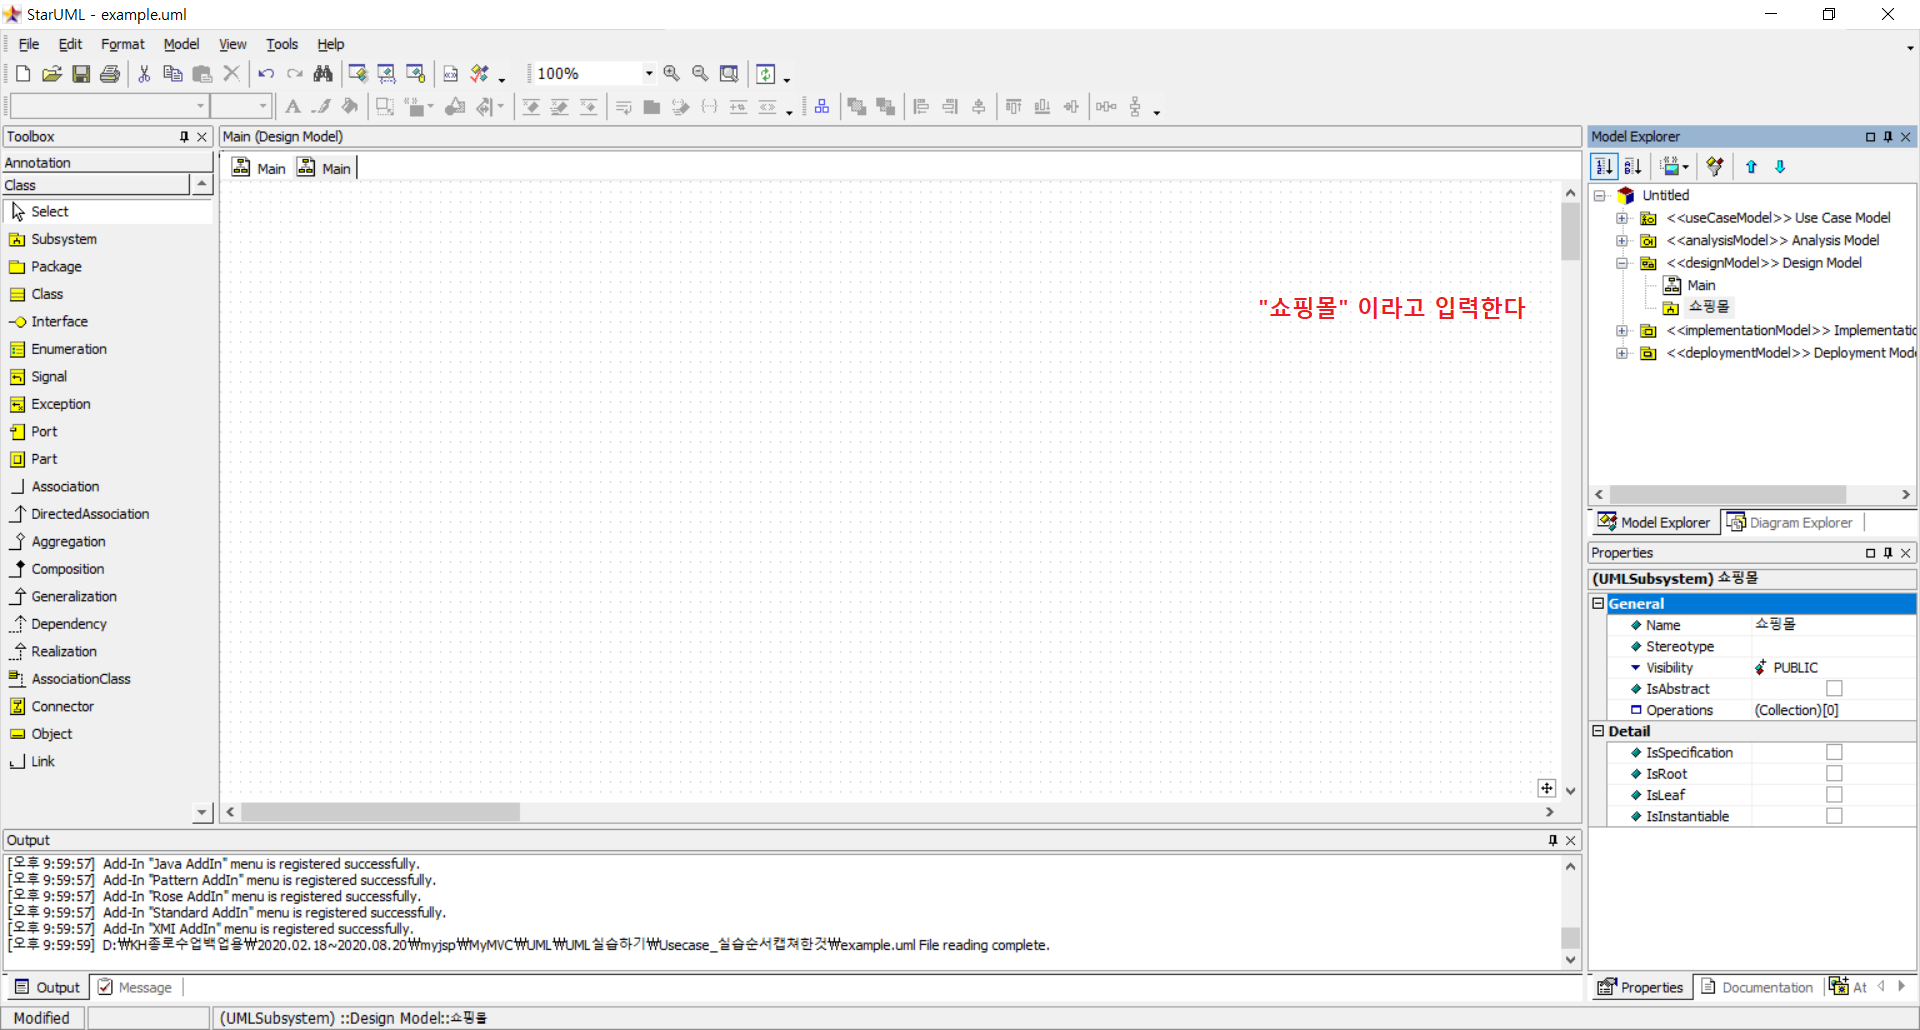 StarUML - example.uml
File Edit Format Model View Tools Help
100%
Toolbox
Annotation
Class
Select
Subsystem
Package
Class
Interface
Enumeration
Signal
Exception
Port
Part
Association
DirectedAssociation
Aggregation
Composition
Generalization
Dependency
Realization
AssociationClass
Connector
Object
Link
Main (Design Model)
Main Main
"쇼핑몰" 이라고 입력한다
Model Explorer
Untitled
<<useCaseModel>> Use Case Model
<<analysisModel>> Analysis Model
<<designModel>> Design Model
Main
쇼핑몰
<<implementationModel>> Implementatic
<<deploymentModel>> Deployment Mode
Model Explorer Diagram Explorer
Properties
(UMLSubsystem) 쇼핑몰
General
Name 쇼핑몰
Stereotype
Visibility PUBLIC
IsAbstract
Operations (Collection)[0]
Detail
IsSpecification
IsRoot
IsLeaf
IsInstantiable
Output
[오후 9:59:57] Add-In "Java AddIn" menu is registered successfully.
[오후 9:59:57] Add-In "Pattern AddIn" menu is registered successfully.
[오후 9:59:57] Add-In "Rose AddIn" menu is registered successfully.
[오후 9:59:57] Add-In "Standard AddIn" menu is registered successfully.
[오후 9:59:57] Add-In "XMI AddIn" menu is registered successfully.
[오후 9:59:59] D:₩KH종로수업백업용₩2020.02.18~2020.08.20₩myjsp₩MyMVC₩UML₩UML실습하기₩Usecase_실습순서캡쳐한것₩example.uml File reading complete.
Output Message
Properties Documentation At
Modified
(UMLSubsystem) ::Design Model::쇼핑몰